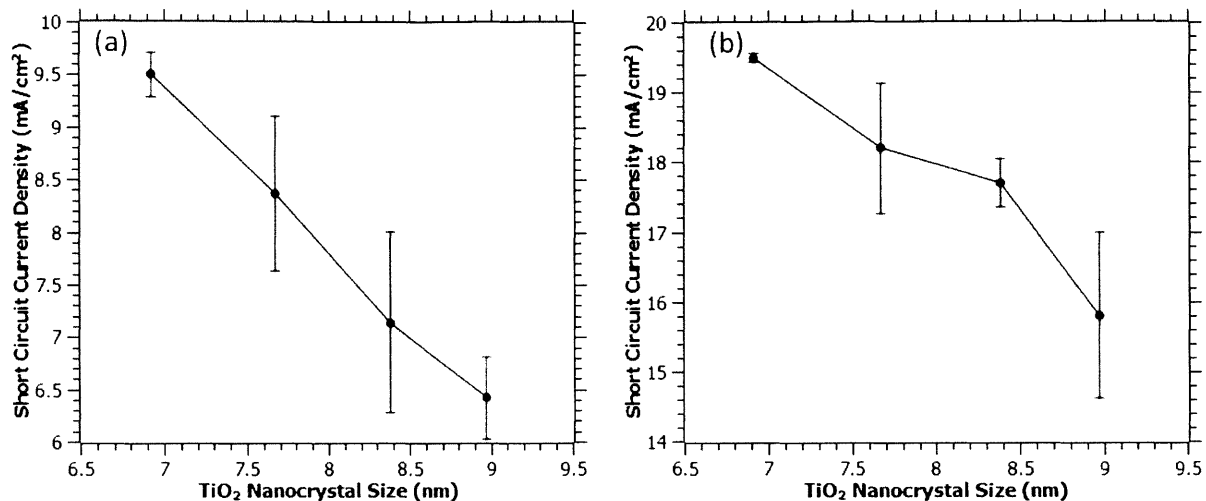 (a)
Short Circuit Current Density (mA/cm²)
10
9.5
9
8.5
8
7.5
7
6.5
6
6.5 7 7.5 8 8.5 9 9.5
TiO₂ Nanocrystal Size (nm)
(b)
Short Circuit Current Density (mA/cm²)
20
19
18
17
16
15
14
6.5 7 7.5 8 8.5 9 9.5
TiO₂ Nanocrystal Size (nm)